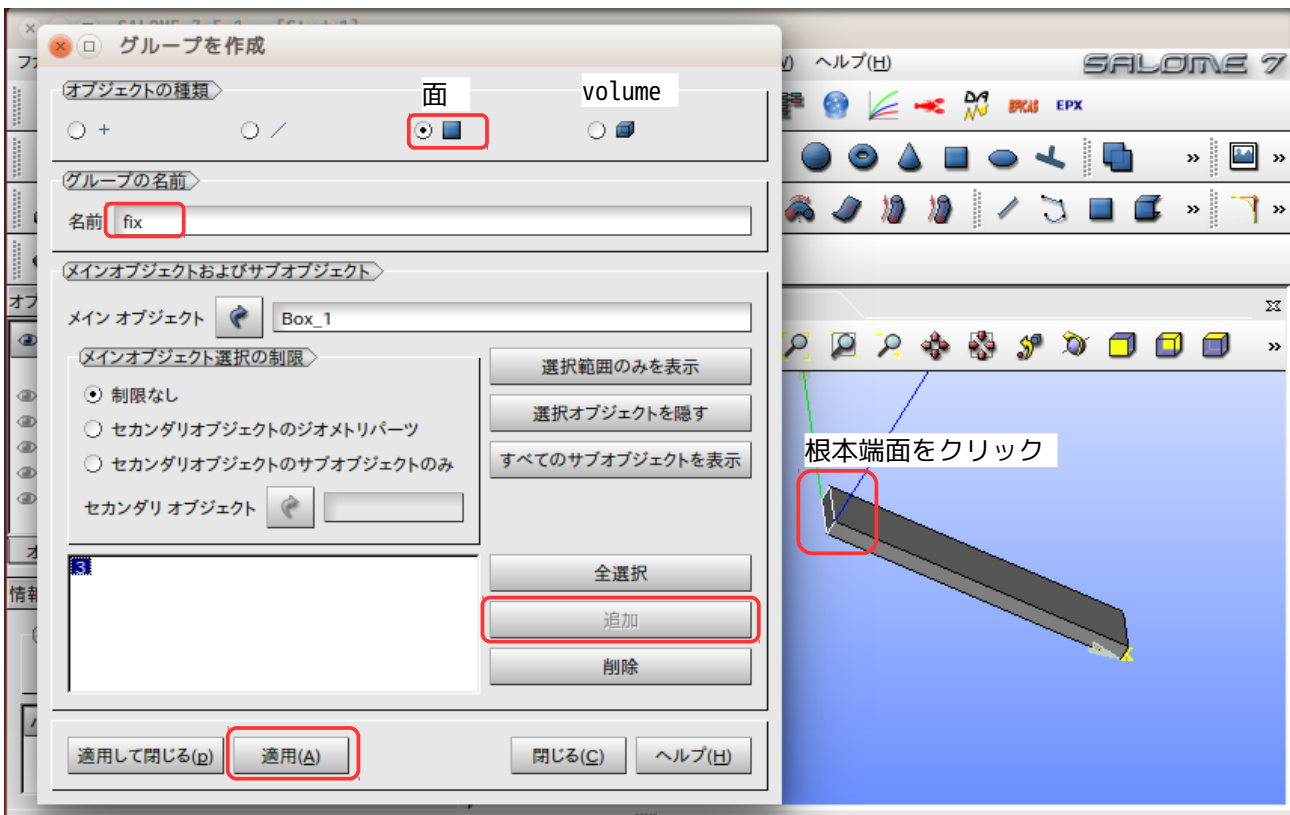 グループを作成
ヘルプ(H)
SALOME 7
オブジェクトの種類
面
volume
EPX
グループの名前
名前
fix
メインオブジェクトおよびサブオブジェクト
メイン オブジェクト
Box_1
メインオブジェクト選択の制限
制限なし
セカンダリオブジェクトのジオメトリパーツ
セカンダリオブジェクトのサブオブジェクトのみ
セカンダリ オブジェクト
選択範囲のみを表示
選択オブジェクトを隠す
すべてのサブオブジェクトを表示
根本端面をクリック
3
全選択
追加
削除
X
適用して閉じる(p)
適用(A)
閉じる(C)
ヘルプ(H)